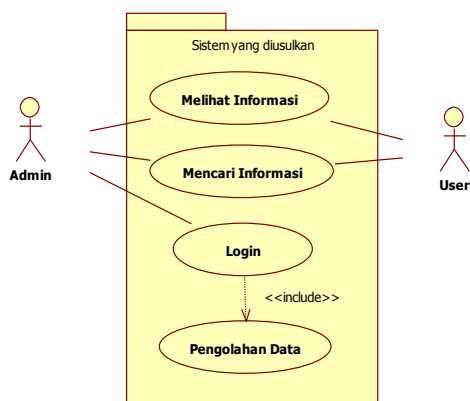 Sistem yang diusulkan
Melihat Informasi
Admin
User
Mencari Informasi
Login
<<include>>
Pengolahan Data